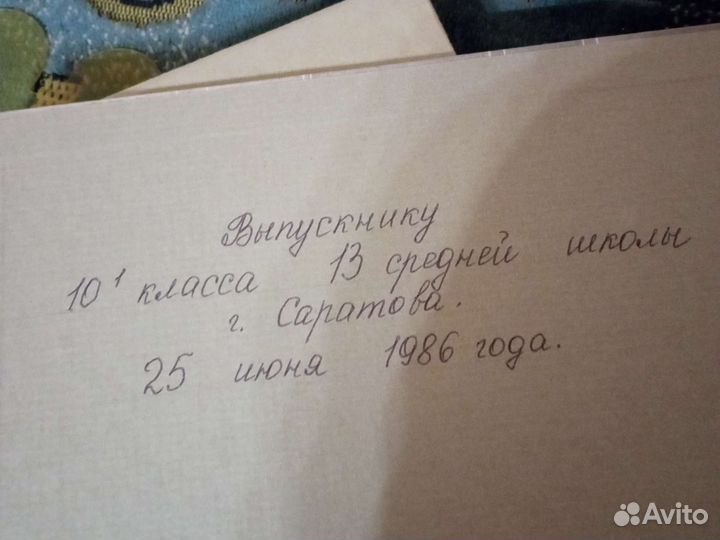 Выпускнику
10¹ класса 13 средней школы
г. Саратова.
25 июня 1986 года.
Avito